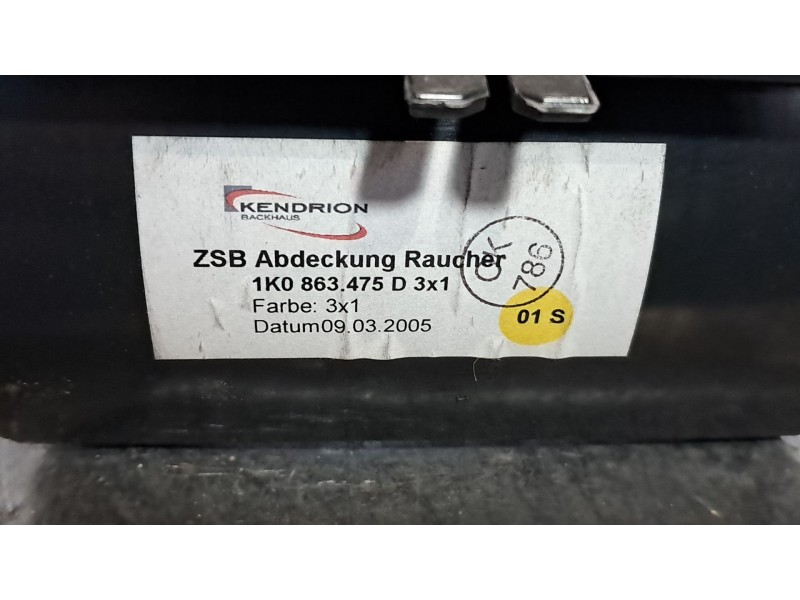 KENDRION
BACKHAUS
ZSB Abdeckung Raucher
1K0 863.475 D 3x1
Farbe: 3x1
Datum09.03.2005
OK
786
01 S